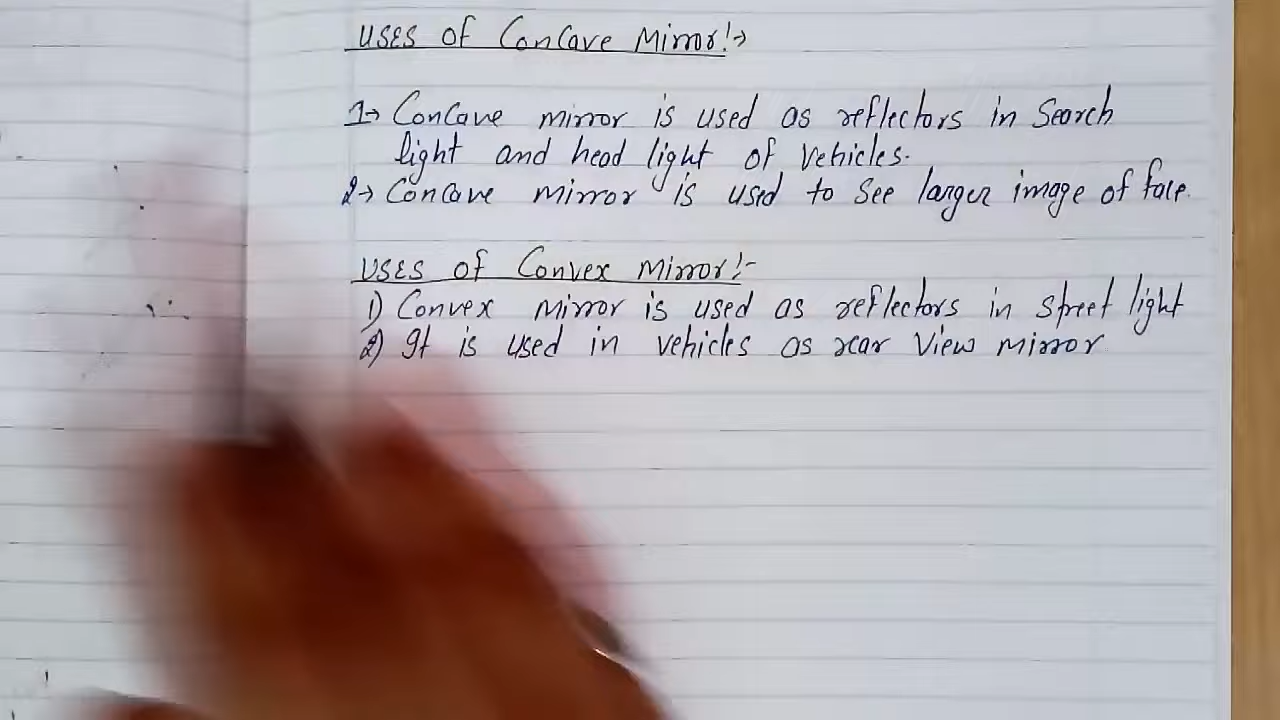 USES of Concave Mirror!→
1→ Concave mirror is used as reflectors in Search
light and head light of Vehicles.
2→ Concave mirror is used to See larger image of face.
USES of Convex Mirror!-
1) Convex mirror is used as reflectors in street light
2) It is used in vehicles as rear View mirror